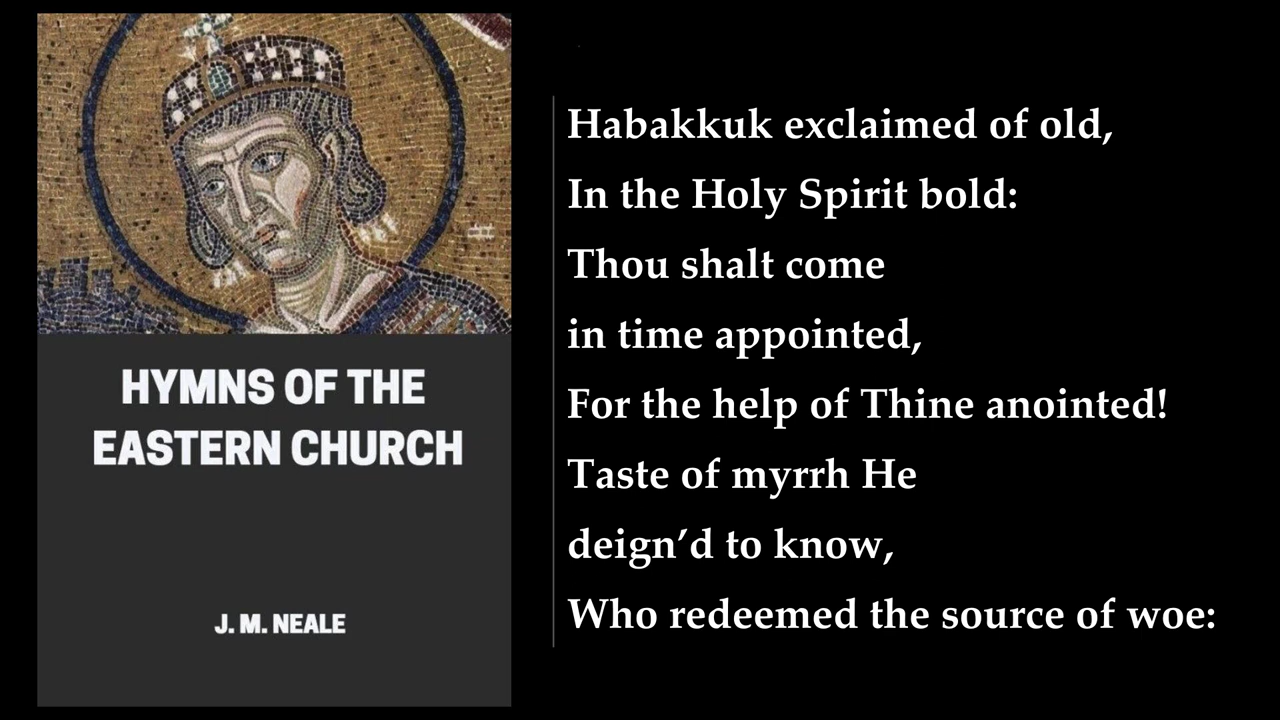 HYMNS OF THE
EASTERN CHURCH
J. M. NEALE
Habakkuk exclaimed of old,
In the Holy Spirit bold:
Thou shalt come
in time appointed,
For the help of Thine anointed!
Taste of myrrh He
deign’d to know,
Who redeemed the source of woe: